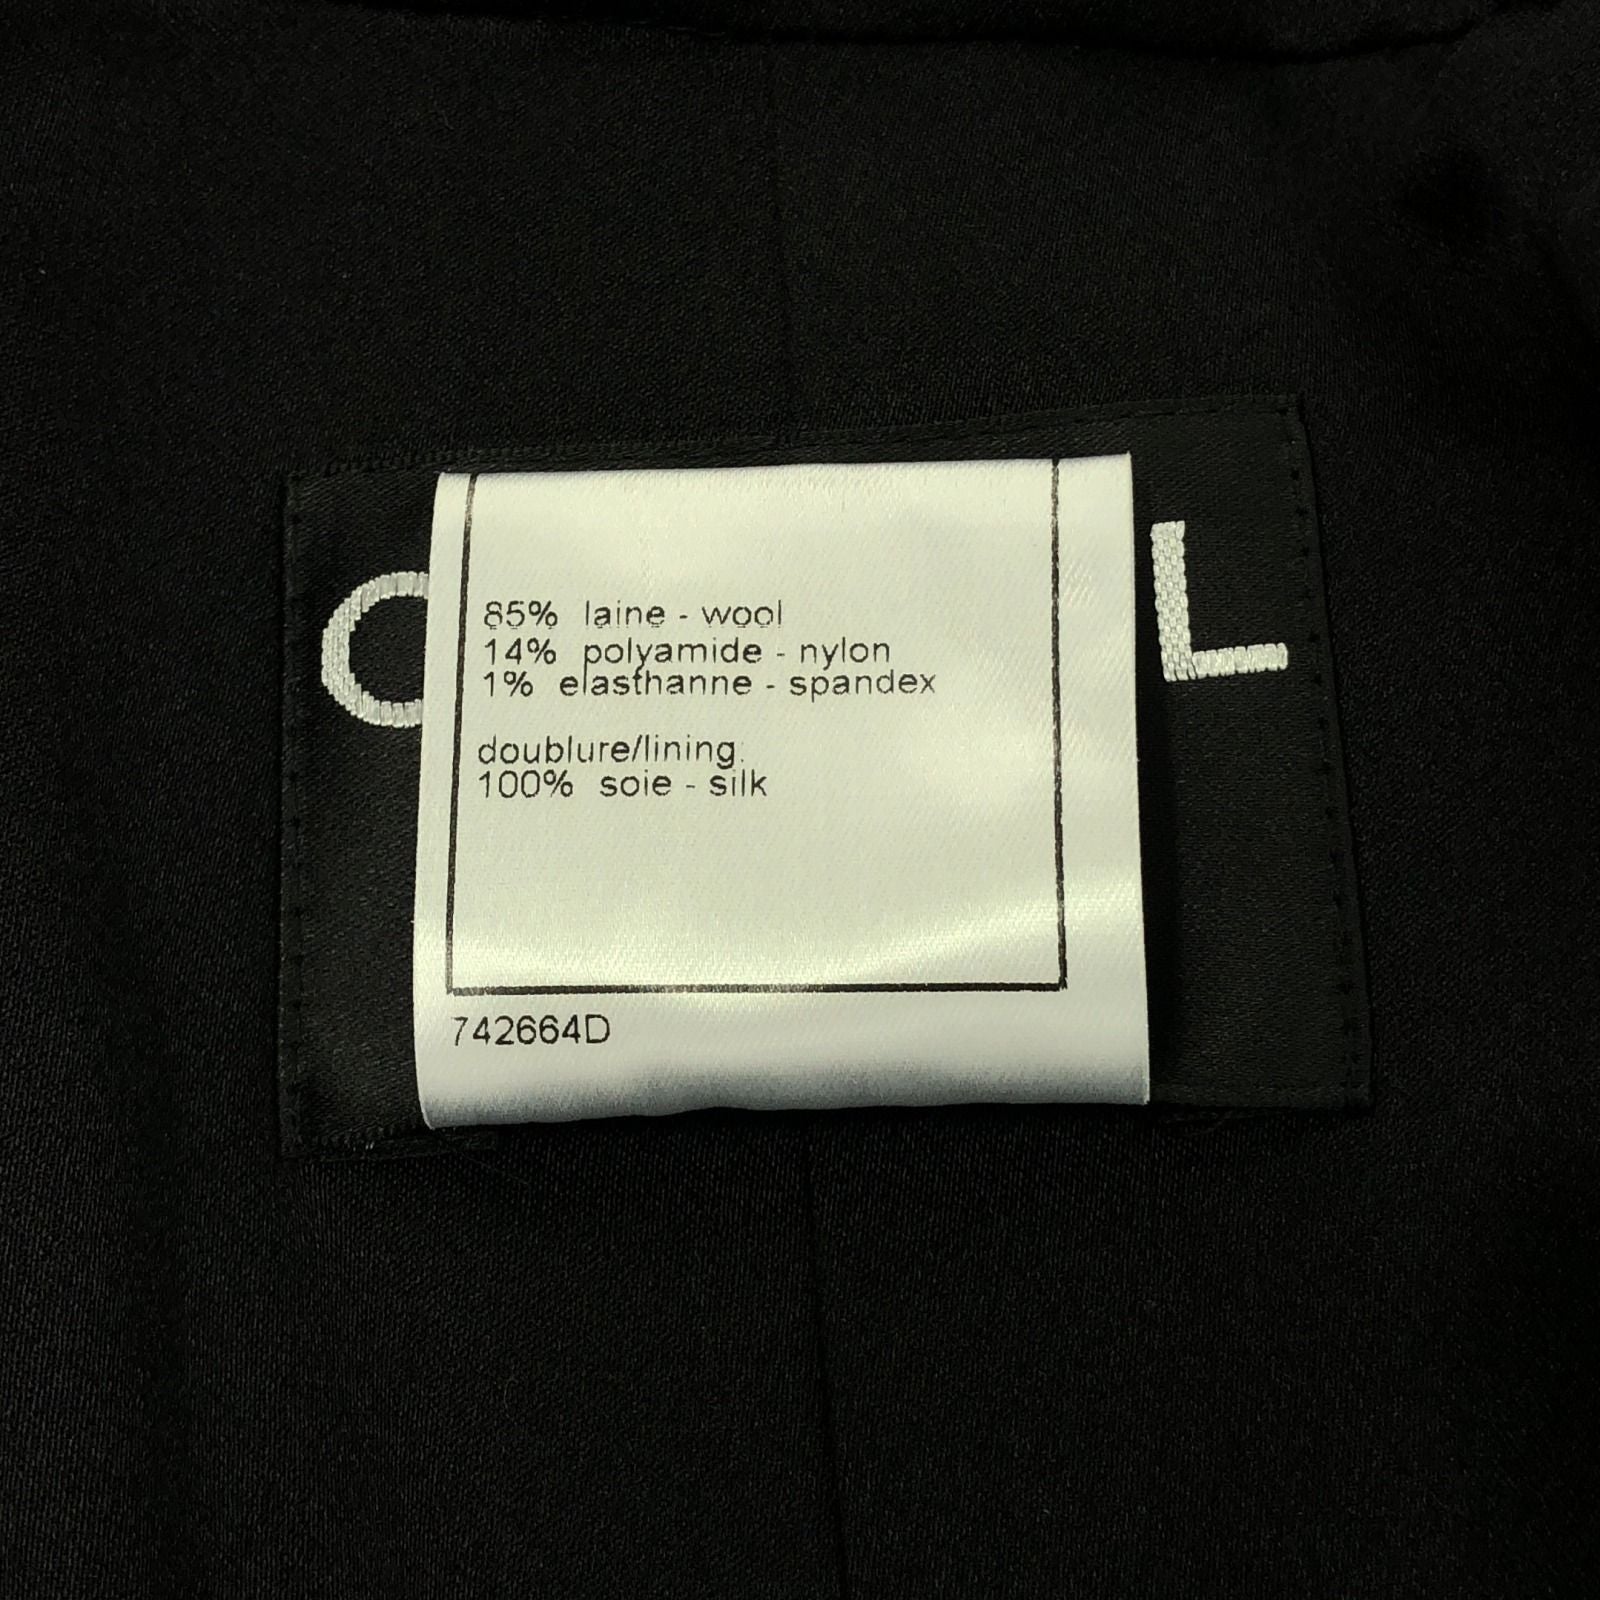 C L
85% laine - wool
14% polyamide - nylon
1% elasthanne - spandex
doublure/lining:
100% soie - silk
742664D